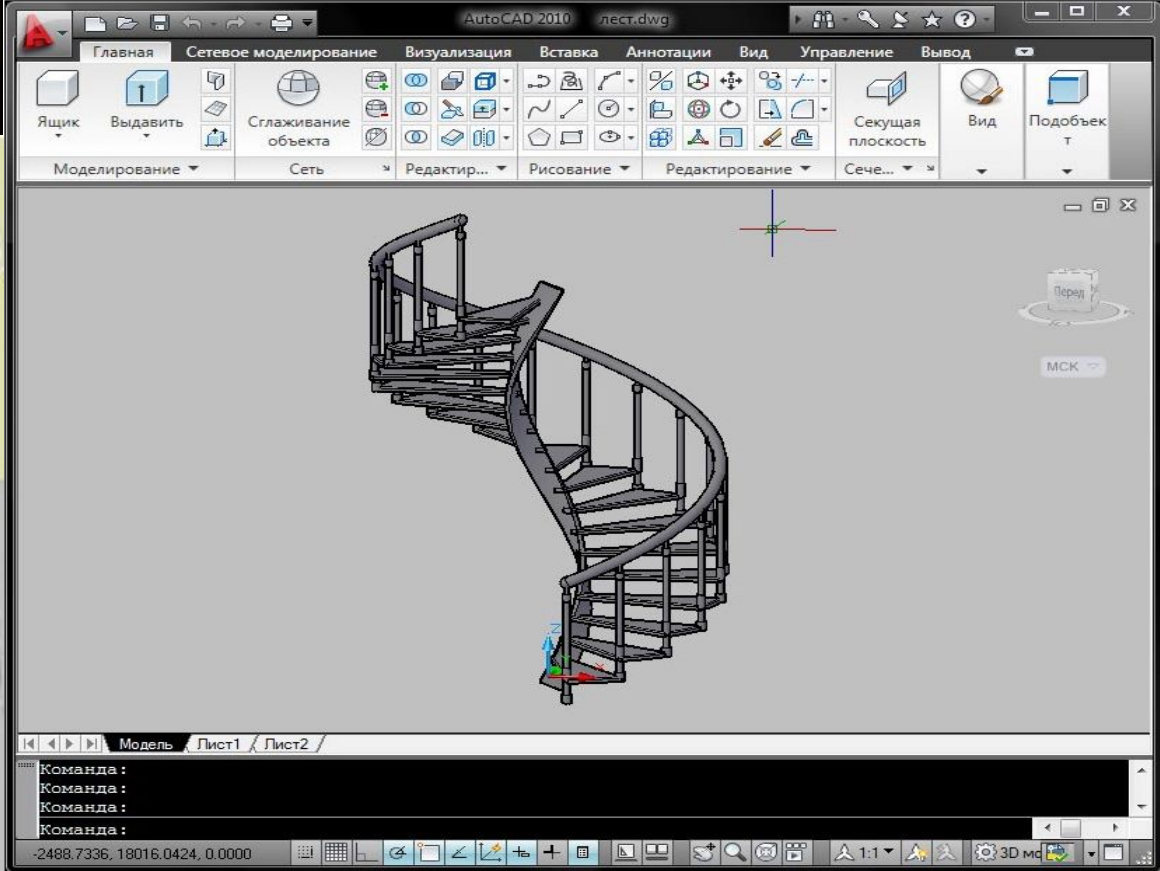 AutoCAD 2010 лест.dwg
Главная Сетевое моделирование Визуализация Вставка Аннотации Вид Управление Вывод
Ящик
Выдавить
Сглаживание
объекта
Секущая
плоскость
Вид
Подобъек
т
Моделирование Сеть Редактир... Рисование Редактирование Сече...
Перед
МСК
Z
X
Модель Лист1 Лист2
Команда:
Команда:
Команда:
Команда:
-2488.7336, 18016.0424, 0.0000 1:1 3D мо